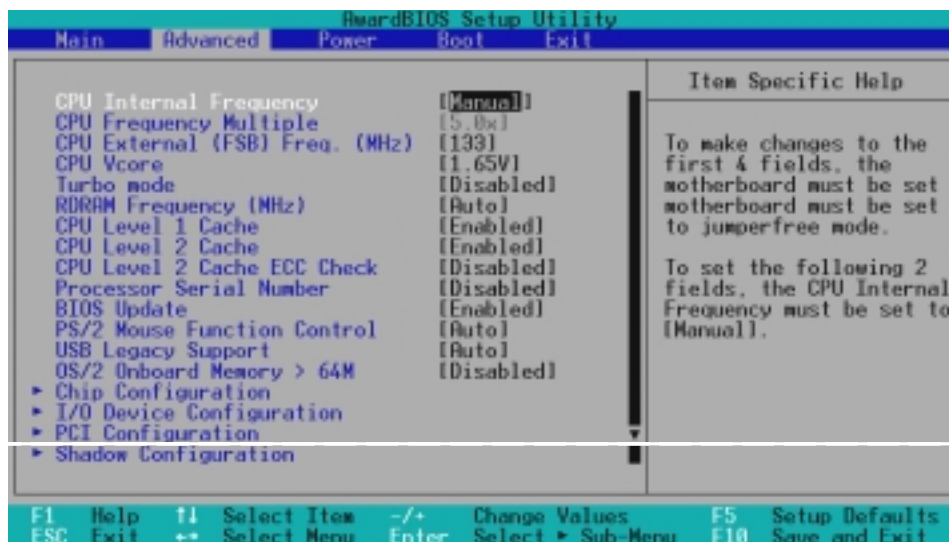 AwardBIOS Setup Utility
Main Advanced Power Boot Exit
CPU Internal Frequency [Manual]
CPU Frequency Multiple [5.0x]
CPU External (FSB) Freq. (MHz) [133]
CPU Vcore [1.65V]
Turbo mode [Disabled]
RDRAM Frequency (MHz) [Auto]
CPU Level 1 Cache [Enabled]
CPU Level 2 Cache [Enabled]
CPU Level 2 Cache ECC Check [Disabled]
Processor Serial Number [Disabled]
BIOS Update [Enabled]
PS/2 Mouse Function Control [Auto]
USB Legacy Support [Auto]
OS/2 Onboard Memory > 64M [Disabled]
► Chip Configuration
► I/O Device Configuration
► PCI Configuration
► Shadow Configuration
Item Specific Help
To make changes to the
first 4 fields, the
motherboard must be set
motherboard must be set
to jumperfree mode.
To set the following 2
fields, the CPU Internal
Frequency must be set to
[Manual].
F1 Help ↑↓ Select Item -/+ Change Values F5 Setup Defaults
ESC Exit ←→ Select Menu Enter Select ► Sub-Menu F10 Save and Exit